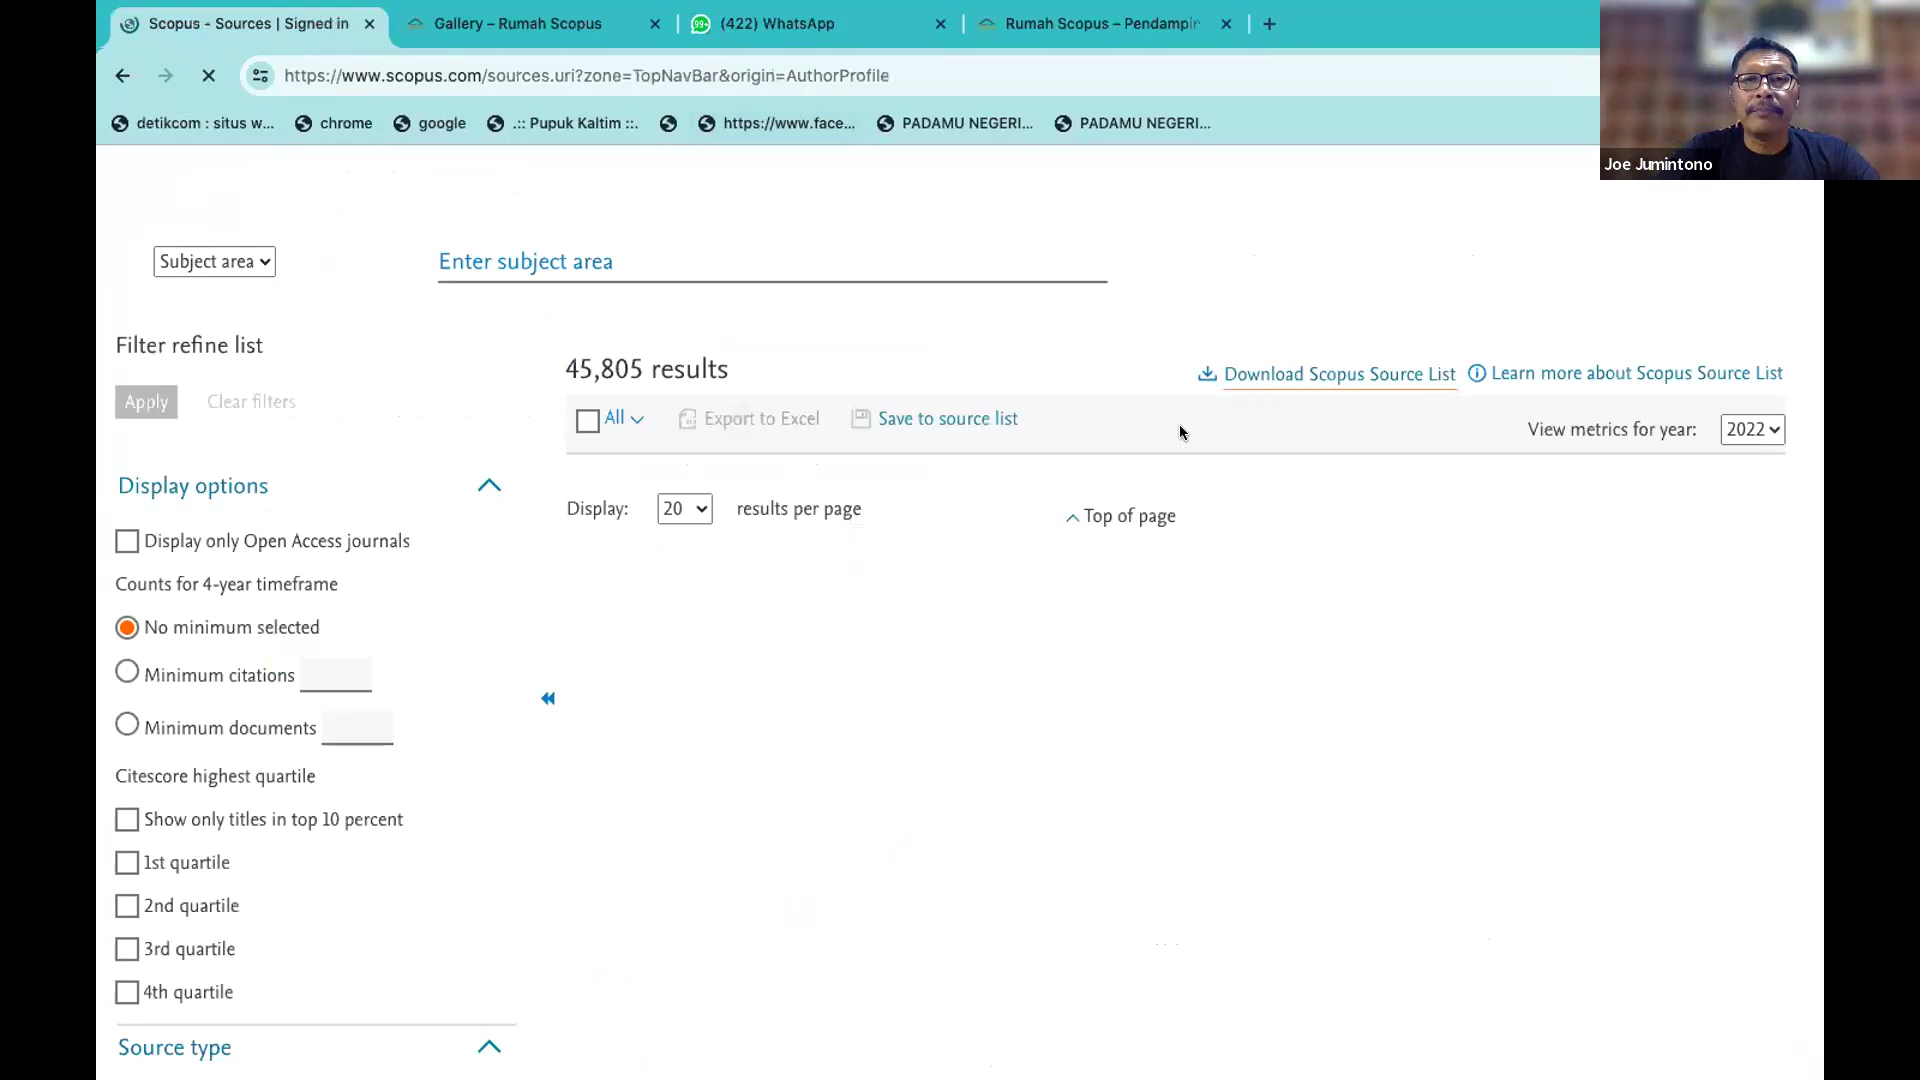 Scopus - Sources | Signed in
Gallery – Rumah Scopus
99+
(422) WhatsApp
Rumah Scopus – Pendampin
https://www.scopus.com/sources.uri?zone=TopNavBar&origin=AuthorProfile
detikcom : situs w...
chrome
google
.:: Pupuk Kaltim ::.
https://www.face...
PADAMU NEGERI...
PADAMU NEGERI...
Joe Jumintono
Subject area
Enter subject area
Filter refine list
Apply
Clear filters
45,805 results
Download Scopus Source List
Learn more about Scopus Source List
All
Export to Excel
Save to source list
View metrics for year:
2022
Display options
Display:
20
results per page
Top of page
Display only Open Access journals
Counts for 4-year timeframe
No minimum selected
Minimum citations
Minimum documents
Citescore highest quartile
Show only titles in top 10 percent
1st quartile
2nd quartile
3rd quartile
4th quartile
Source type